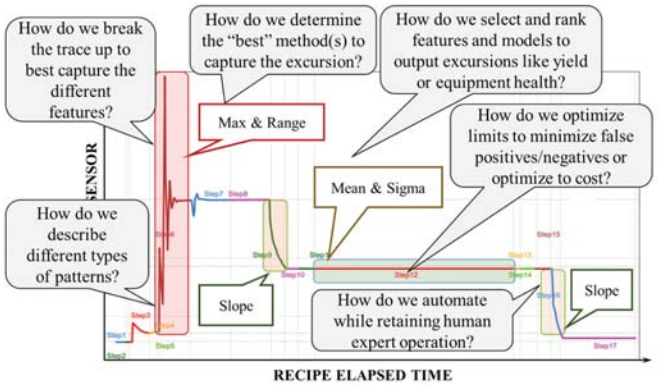 How do we break
the trace up to
best capture the
different
features?
How do we determine
the “best” method(s) to
capture the excursion?
How do we select and rank
features and models to
output excursions like yield
or equipment health?
Max & Range
How do we optimize
limits to minimize false
positives/negatives or
optimize to cost?
Mean & Sigma
SENSOR
How do we
describe
different types
of patterns?
Step7
Step8
Step6
Step9
Step10
Step12
Step13
Step14
Step15
Slope
How do we automate
while retaining human
expert operation?
Slope
Step1
Step2
Step3
Step5
Step17
RECIPE ELAPSED TIME